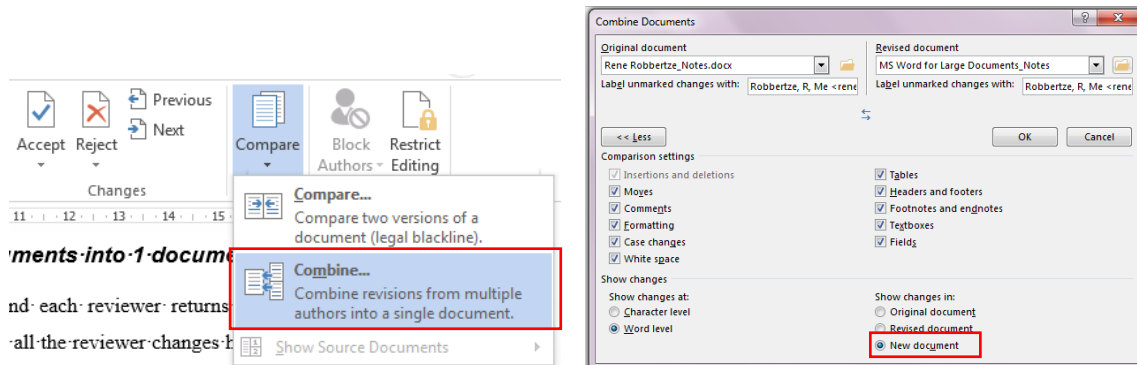 Previous
Next
Accept Reject
Changes
Compare
Block Authors
Restrict Editing
11 12 13 14 15
Compare...
Compare two versions of a
document (legal blackline).
Combine...
Combine revisions from multiple
authors into a single document.
Show Source Documents
ments·into·1·docume
nd· each· reviewer· returns
·all·the·reviewer·changes·h
Combine Documents
Original document
Rene Robbertze_Notes.docx
Label unmarked changes with: Robbertze, R, Me <rene
Revised document
MS Word for Large Documents_Notes
Label unmarked changes with: Robbertze, R, Me <rene
<< Less
OK
Cancel
Comparison settings
Insertions and deletions
Moves
Comments
Formatting
Case changes
White space
Tables
Headers and footers
Footnotes and endnotes
Textboxes
Fields
Show changes
Show changes at:
Character level
Word level
Show changes in:
Original document
Revised document
New document